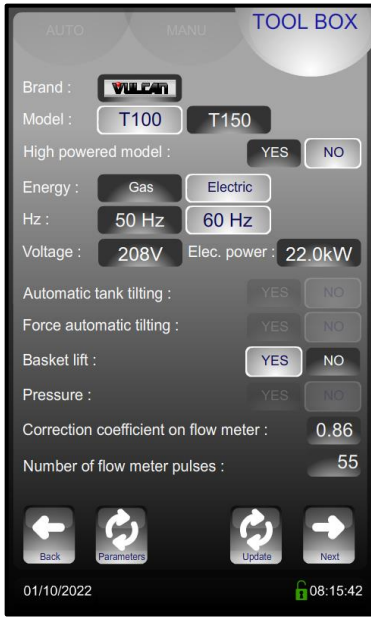 AUTO MANU TOOL BOX
Brand : VULCAN
Model : T100 T150
High powered model : YES NO
Energy : Gas Electric
Hz : 50 Hz 60 Hz
Voltage : 208V Elec. power : 22.0kW
Automatic tank tilting : YES NO
Force automatic tilting : YES NO
Basket lift : YES NO
Pressure : YES NO
Correction coefficient on flow meter : 0.86
Number of flow meter pulses : 55
Back Parameters Update Next
01/10/2022 08:15:42